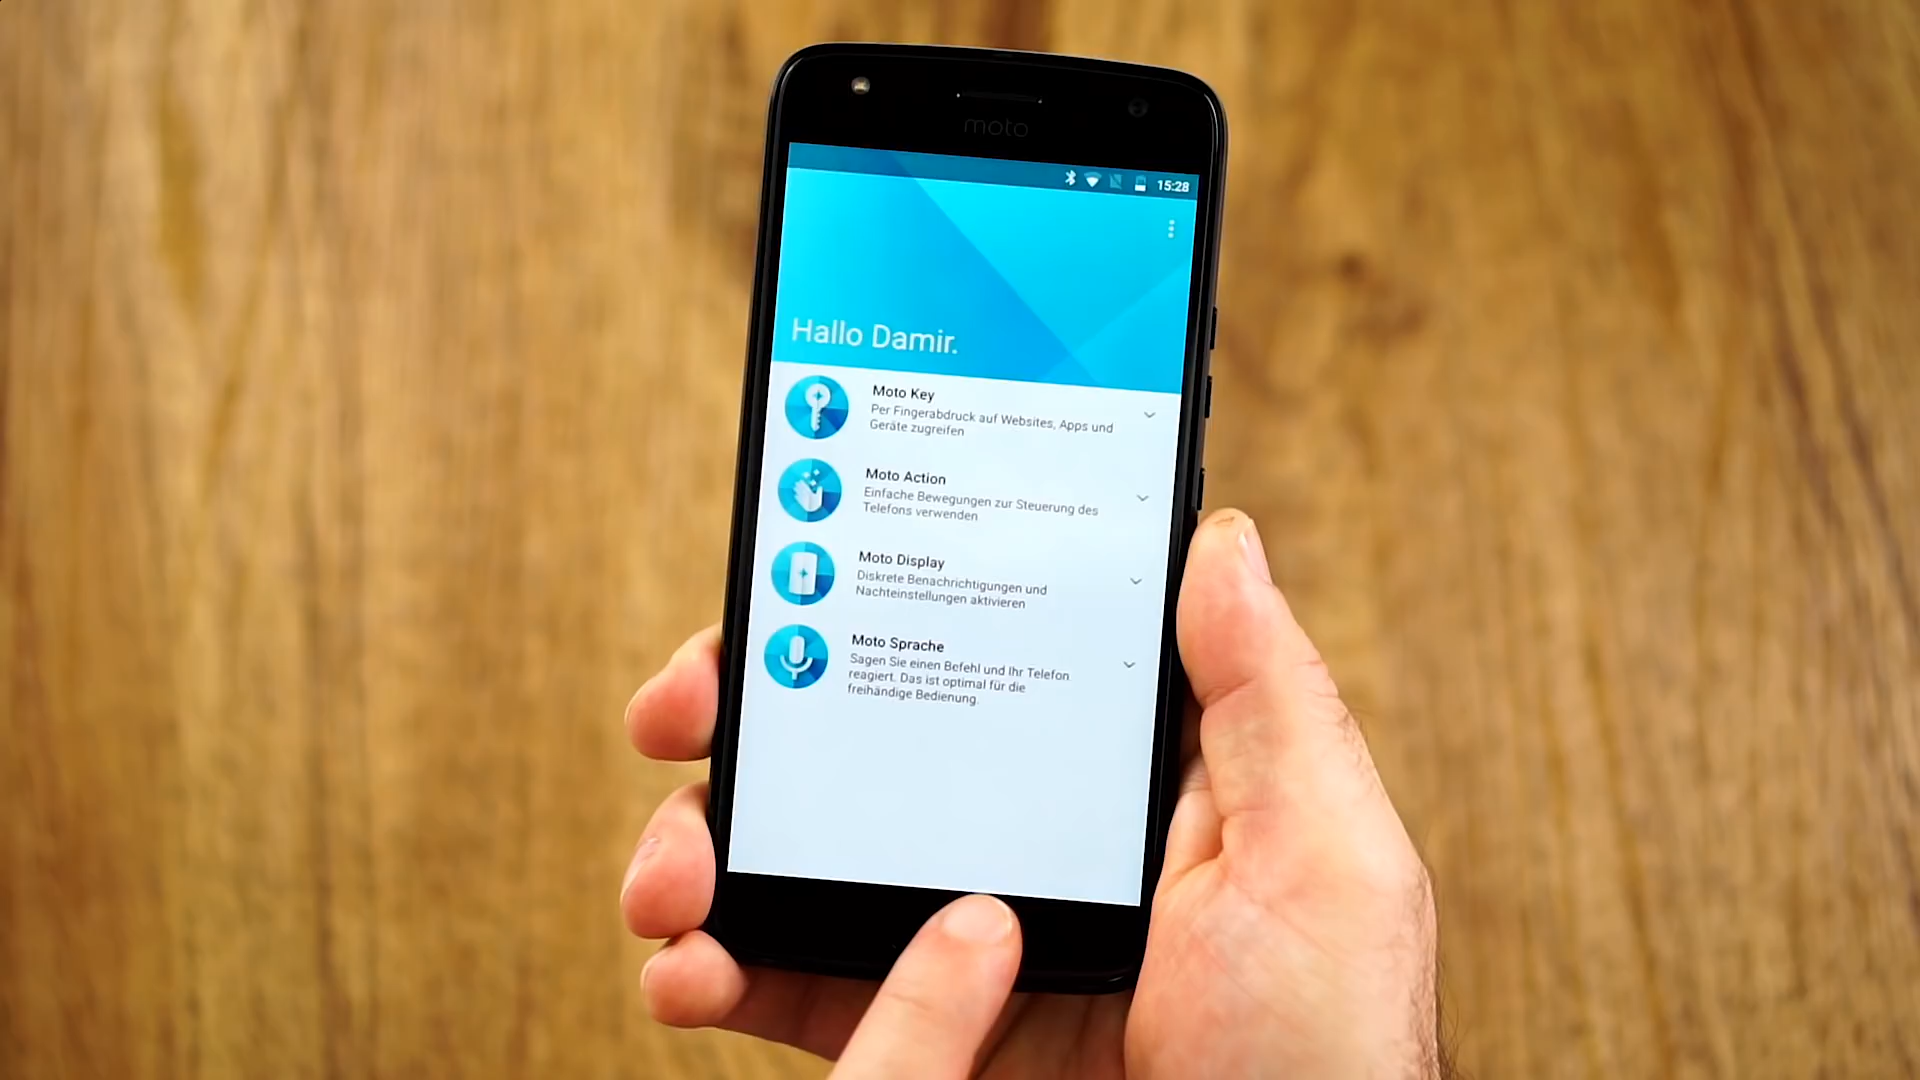 moto
15:28
Hallo Damir.
Moto Key
Per Fingerabdruck auf Websites, Apps und
Geräte zugreifen
Moto Action
Einfache Bewegungen zur Steuerung des
Telefons verwenden
Moto Display
Diskrete Benachrichtigungen und
Nachteinstellungen aktivieren
Moto Sprache
Sagen Sie einen Befehl und Ihr Telefon
reagiert. Das ist optimal für die
freihändige Bedienung.